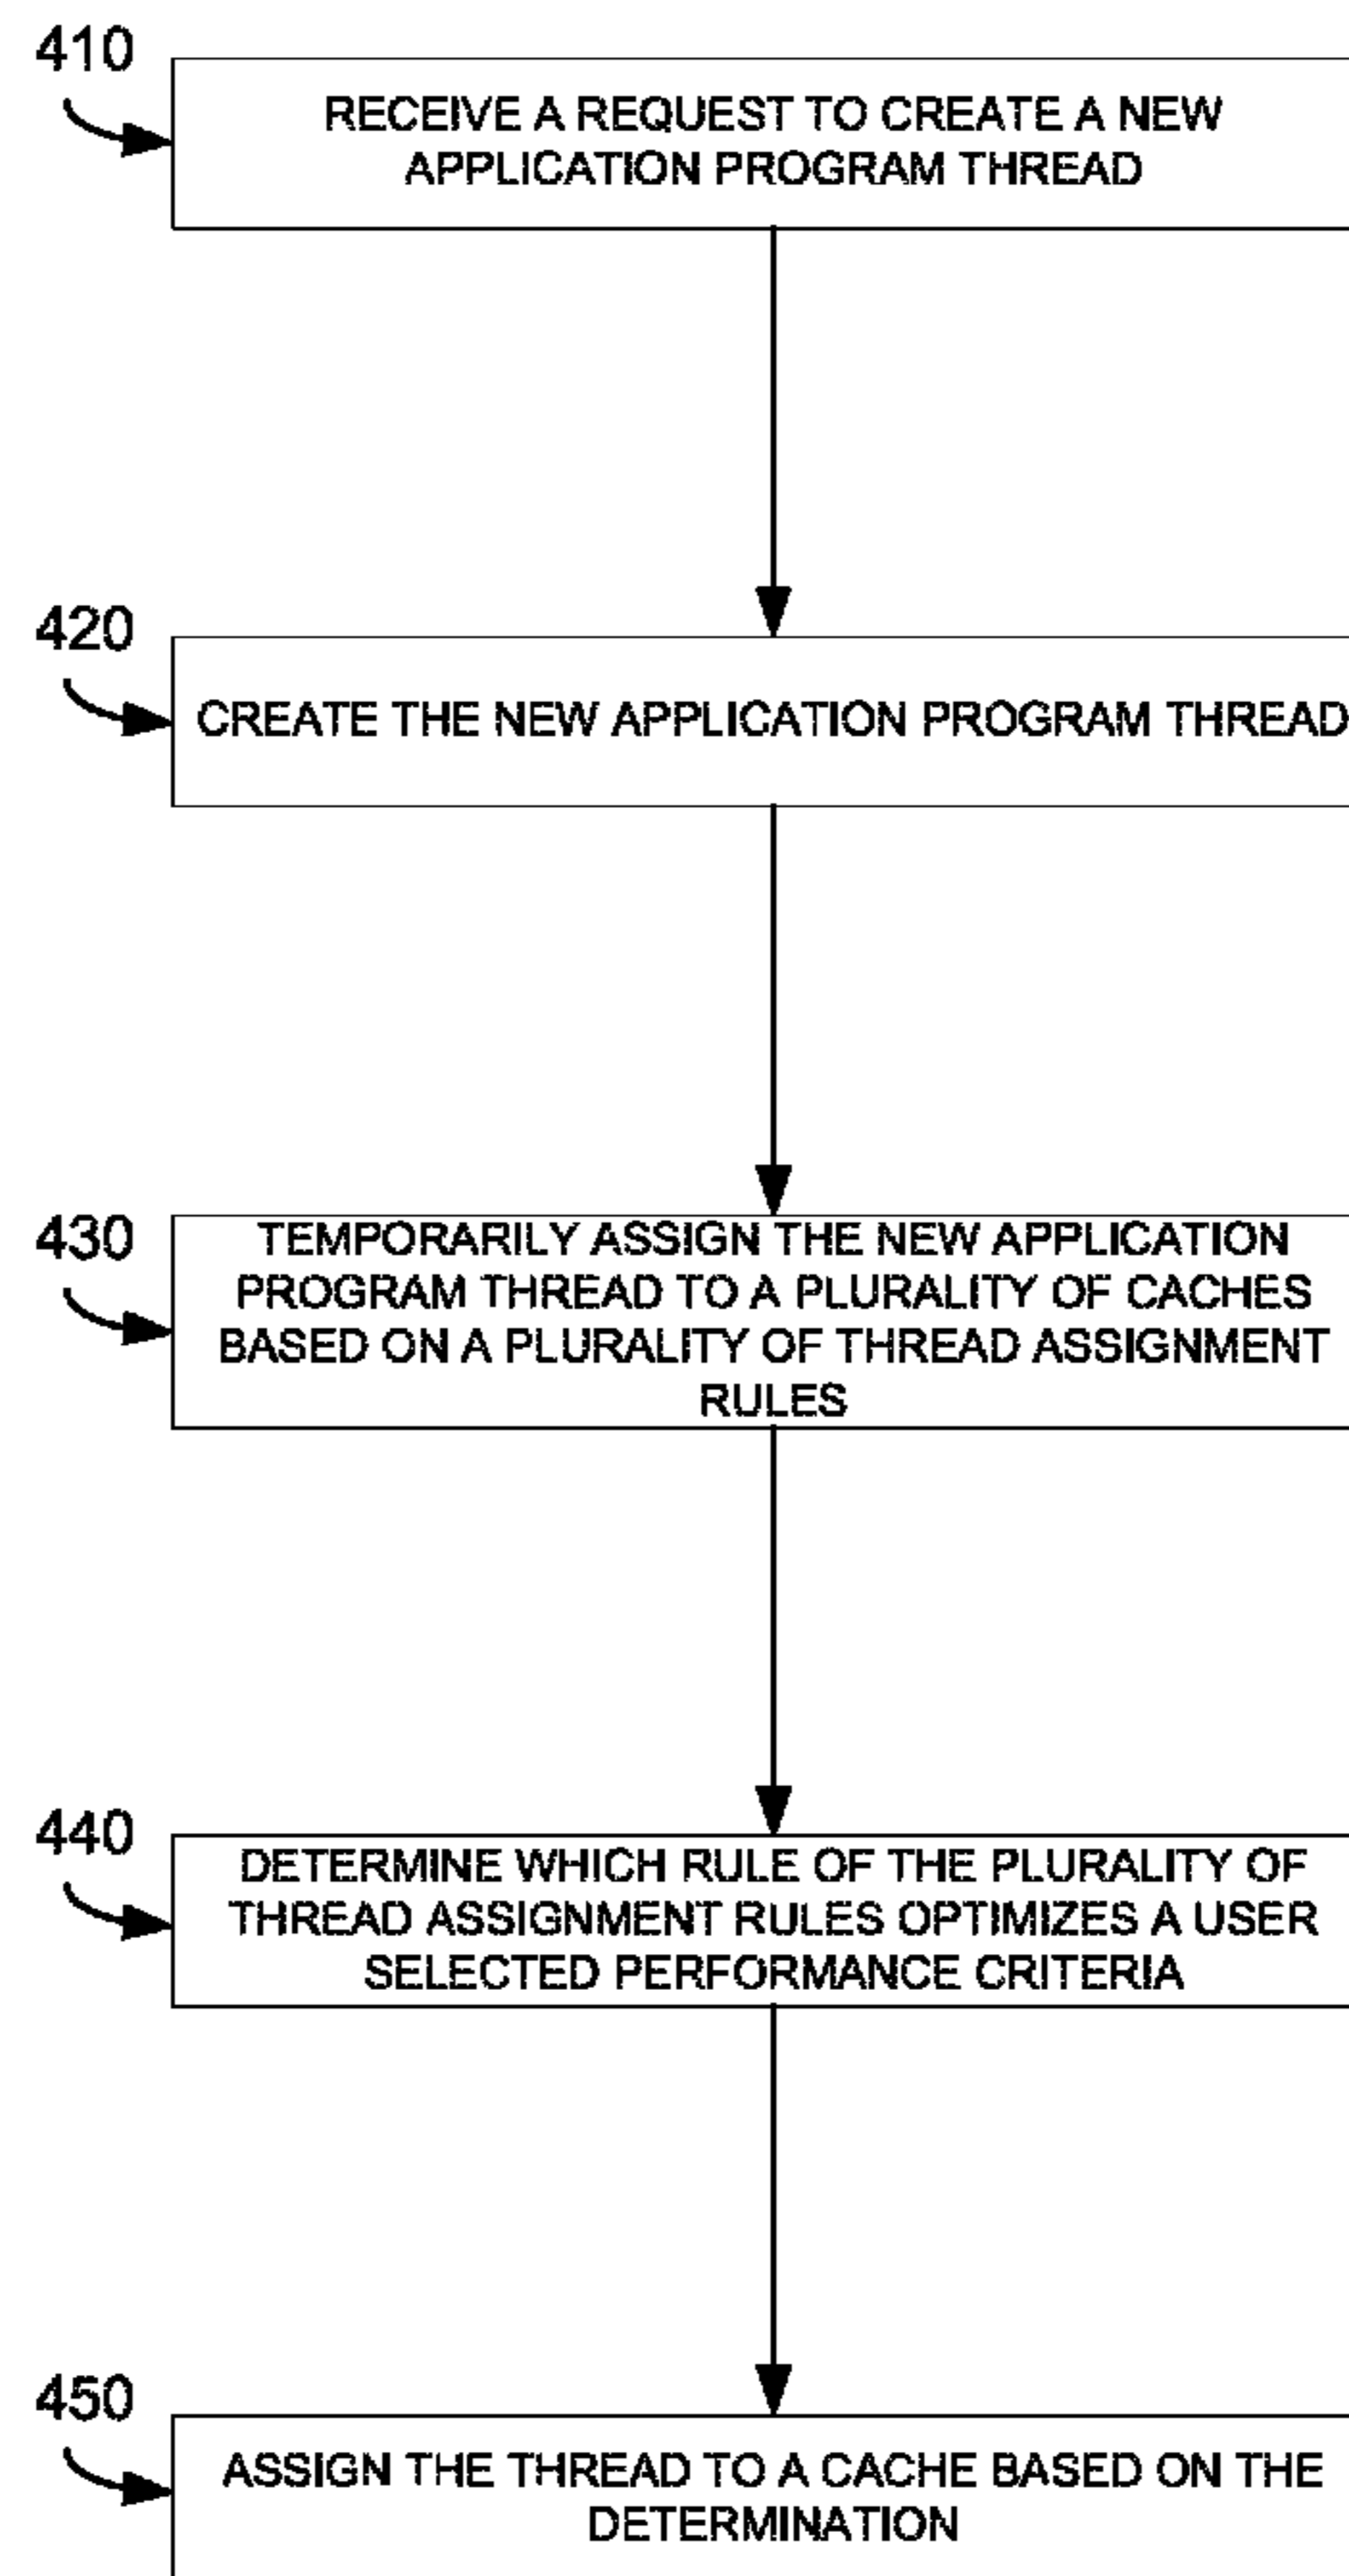 410
RECEIVE A REQUEST TO CREATE A NEW
APPLICATION PROGRAM THREAD
420
CREATE THE NEW APPLICATION PROGRAM THREAD
430
TEMPORARILY ASSIGN THE NEW APPLICATION
PROGRAM THREAD TO A PLURALITY OF CACHES
BASED ON A PLURALITY OF THREAD ASSIGNMENT
RULES
440
DETERMINE WHICH RULE OF THE PLURALITY OF
THREAD ASSIGNMENT RULES OPTIMIZES A USER
SELECTED PERFORMANCE CRITERIA
450
ASSIGN THE THREAD TO A CACHE BASED ON THE
DETERMINATION